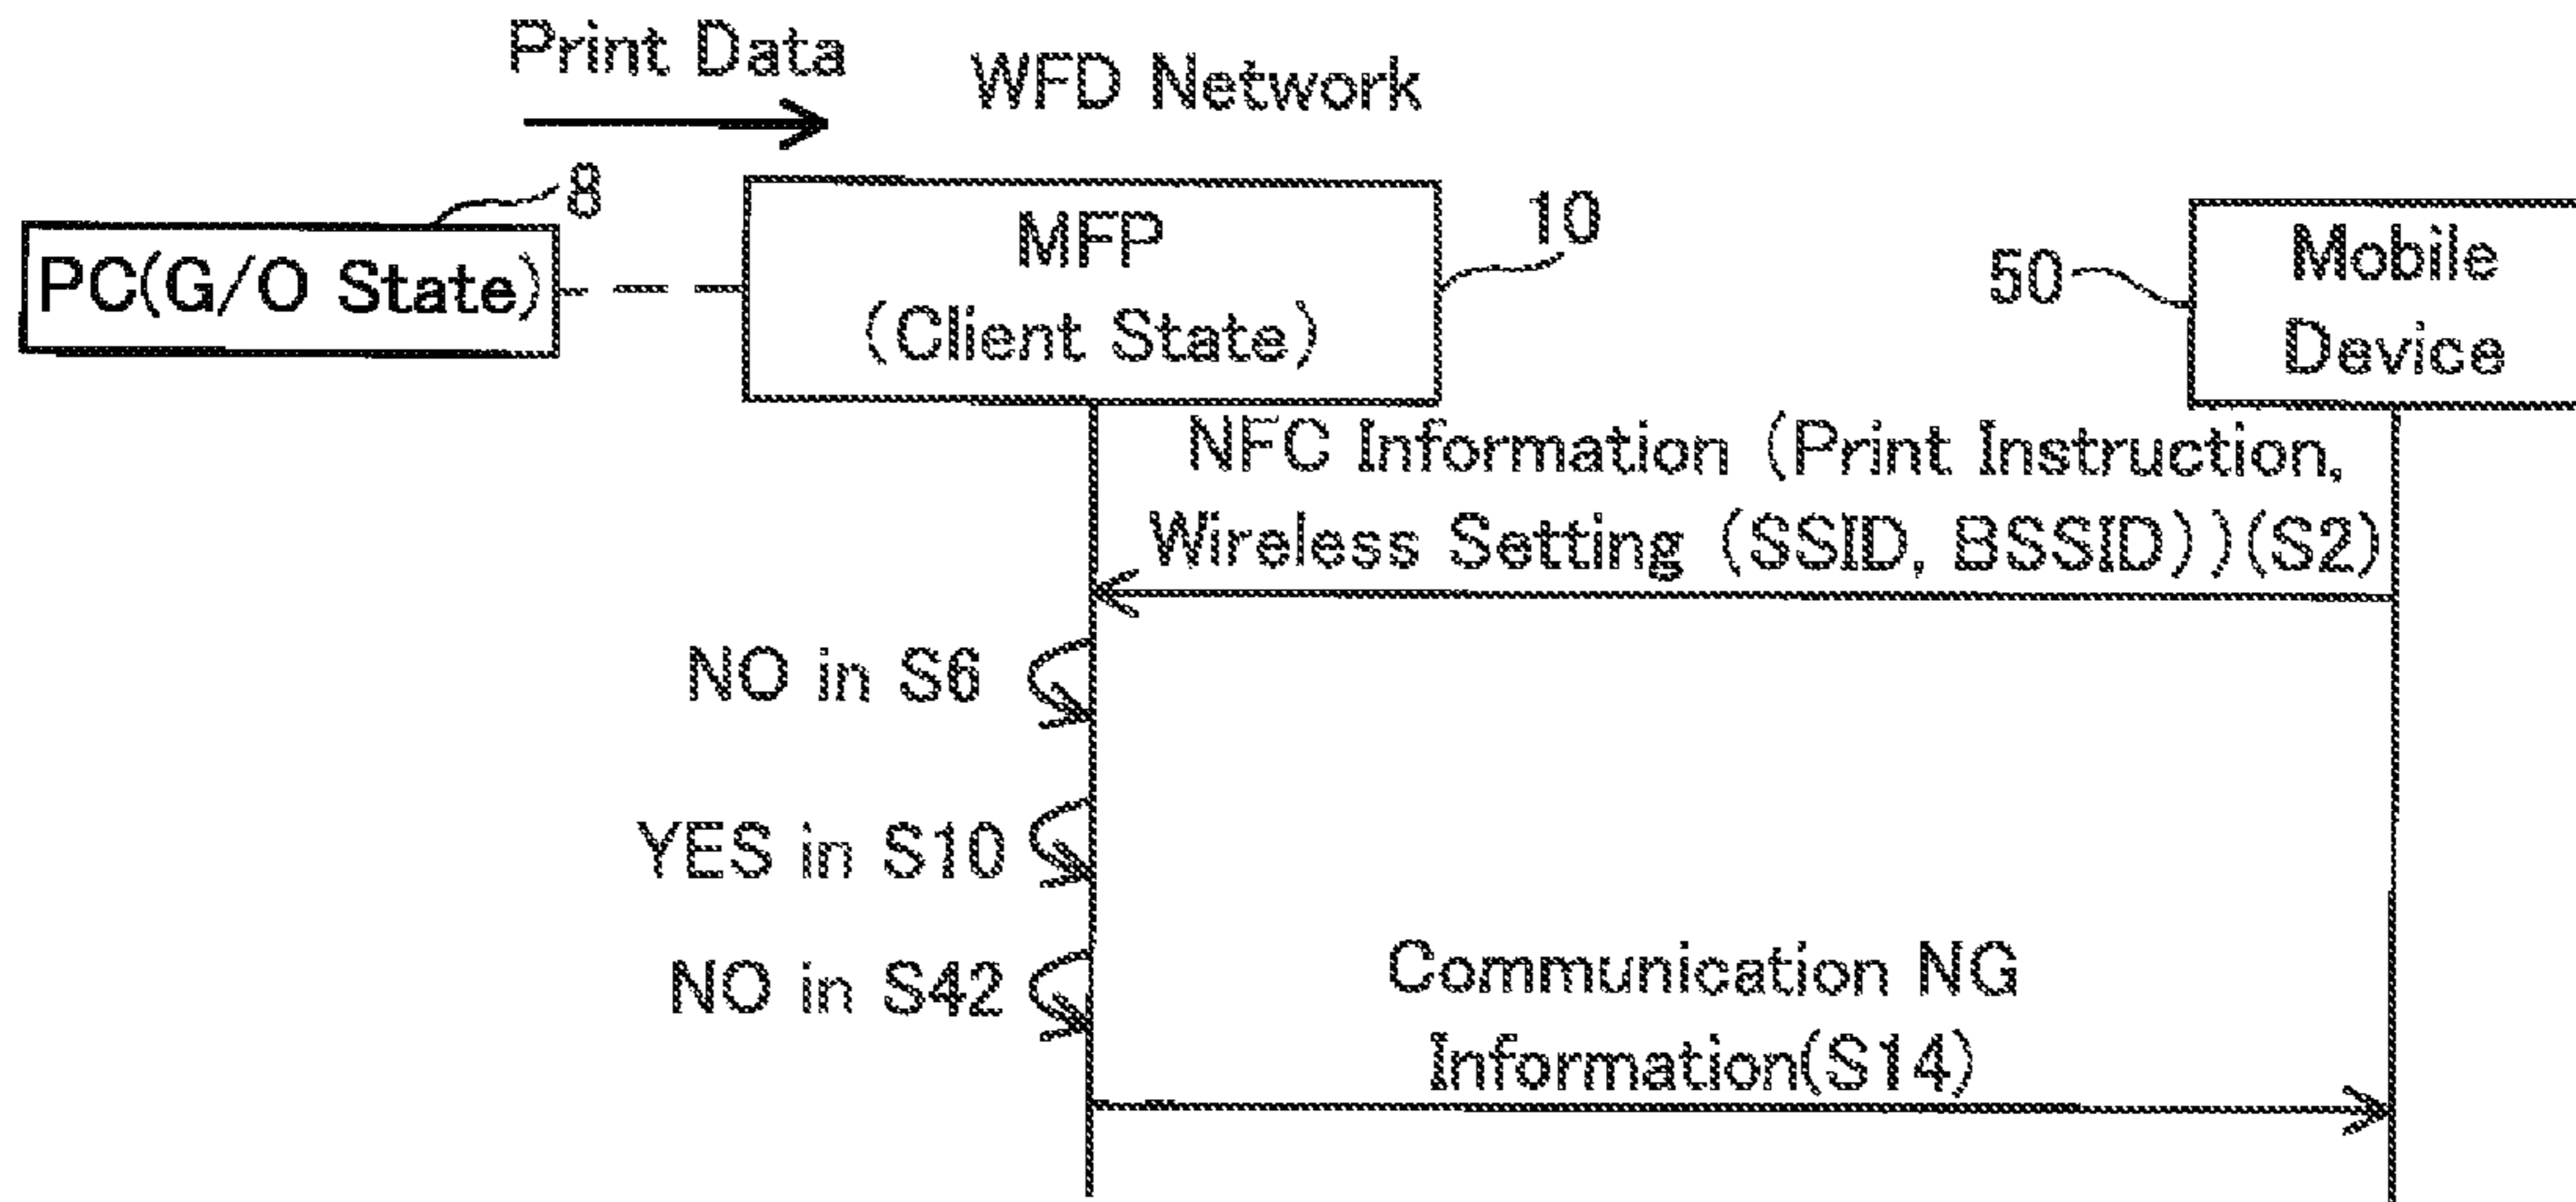 Print Data
WFD Network
8
PC(G/O State)
MFP
(Client State)
10
50
Mobile
Device
NFC Information (Print Instruction,
Wireless Setting (SSID, BSSID))(S2)
NO in S6
YES in S10
NO in S42
Communication NG
Information(S14)